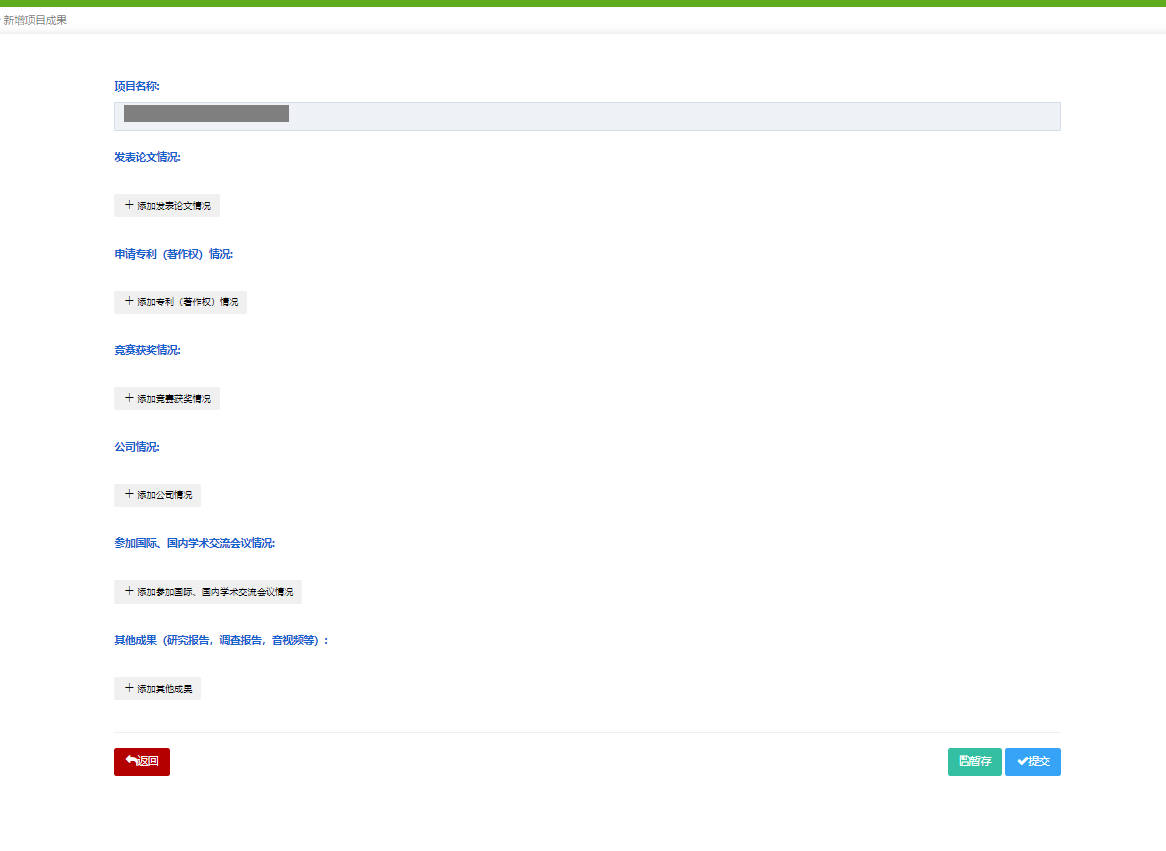 新增项目成果
项目名称:
发表论文情况:
+ 添加发表论文情况
申请专利（著作权）情况:
+ 添加专利（著作权）情况
竞赛获奖情况:
+ 添加竞赛获奖情况
公司情况:
+ 添加公司情况
参加国际、国内学术交流会议情况:
+ 添加参加国际、国内学术交流会议情况
其他成果（研究报告，调查报告，音视频等）:
+ 添加其他成果
返回
暂存
提交